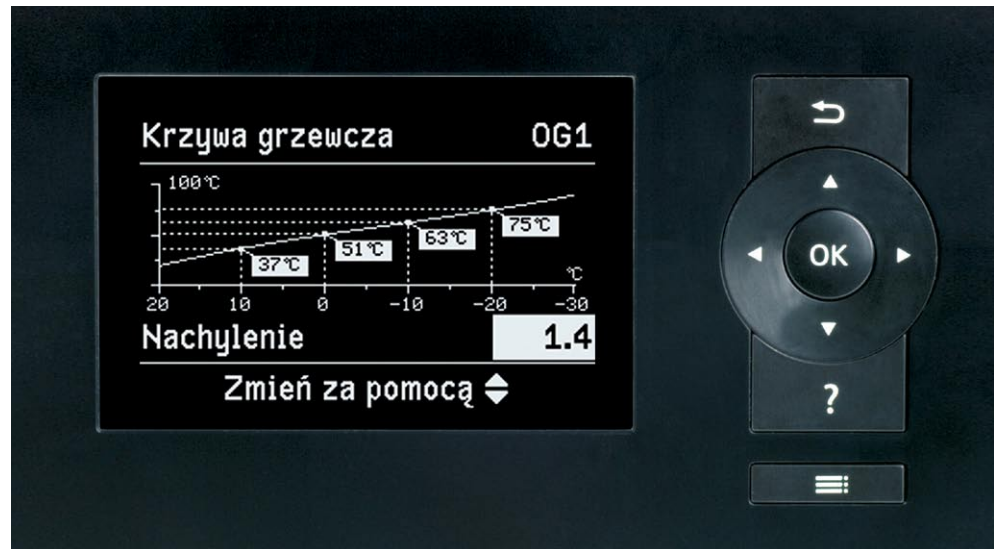 Krzywa grzewcza OG1
100°C
75°C
63°C
51°C
37°C
°C
20 10 0 -10 -20 -30
Nachylenie 1.4
Zmień za pomocą
OK
?